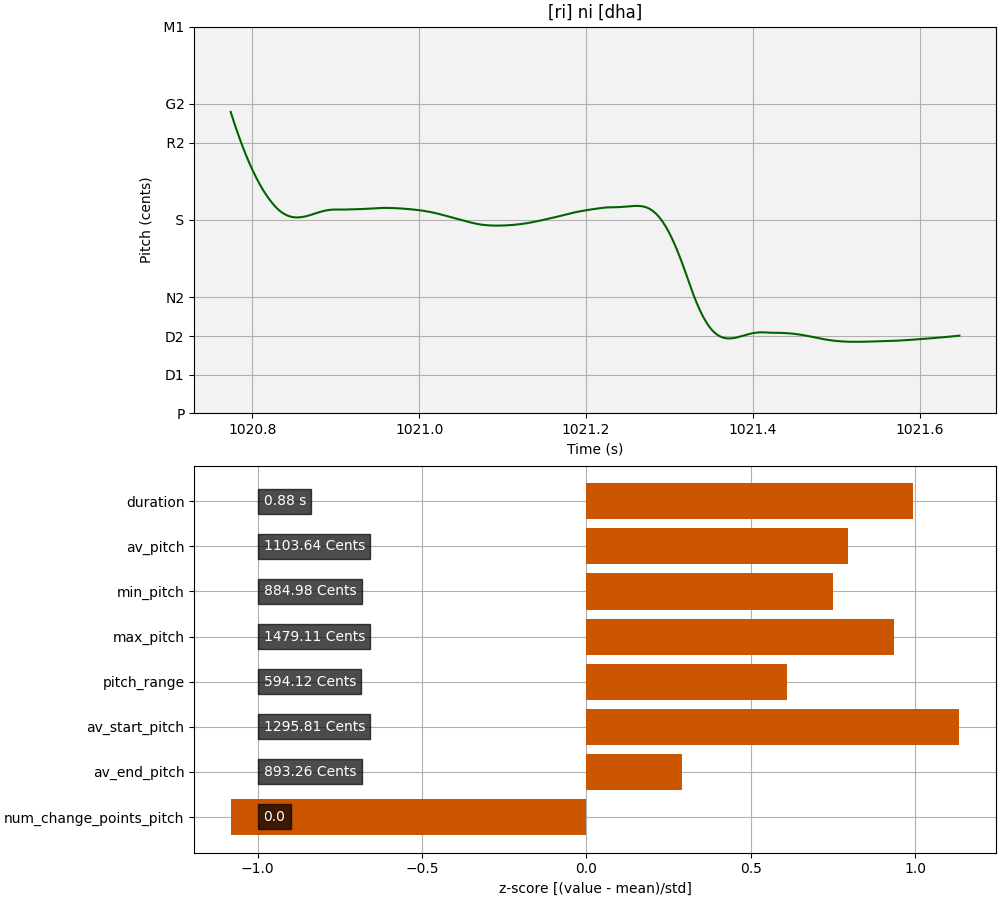 [ri] ni [dha]
M1
G2
R2
S
N2
D2
D1
P
Pitch (cents)
1020.8 1021.0 1021.2 1021.4 1021.6
Time (s)
duration 0.88 s
av_pitch 1103.64 Cents
min_pitch 884.98 Cents
max_pitch 1479.11 Cents
pitch_range 594.12 Cents
av_start_pitch 1295.81 Cents
av_end_pitch 893.26 Cents
num_change_points_pitch 0.0
−1.0 −0.5 0.0 0.5 1.0
z-score [(value - mean)/std]